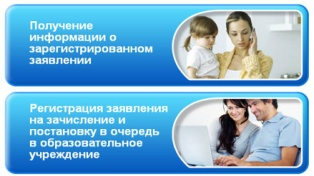 Получение
информации о
зарегистрированном
заявлении
Регистрация заявления
на зачисление и
постановку в очередь
в образовательное
учреждение